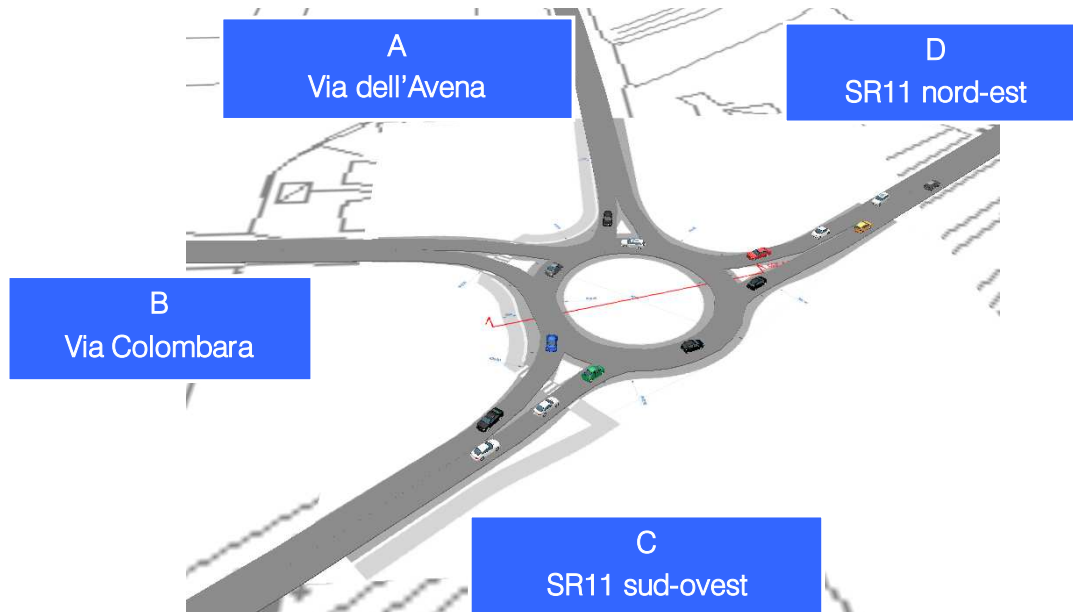 A
Via dell'Avena
D
SR11 nord-est
B
Via Colombara
C
SR11 sud-ovest